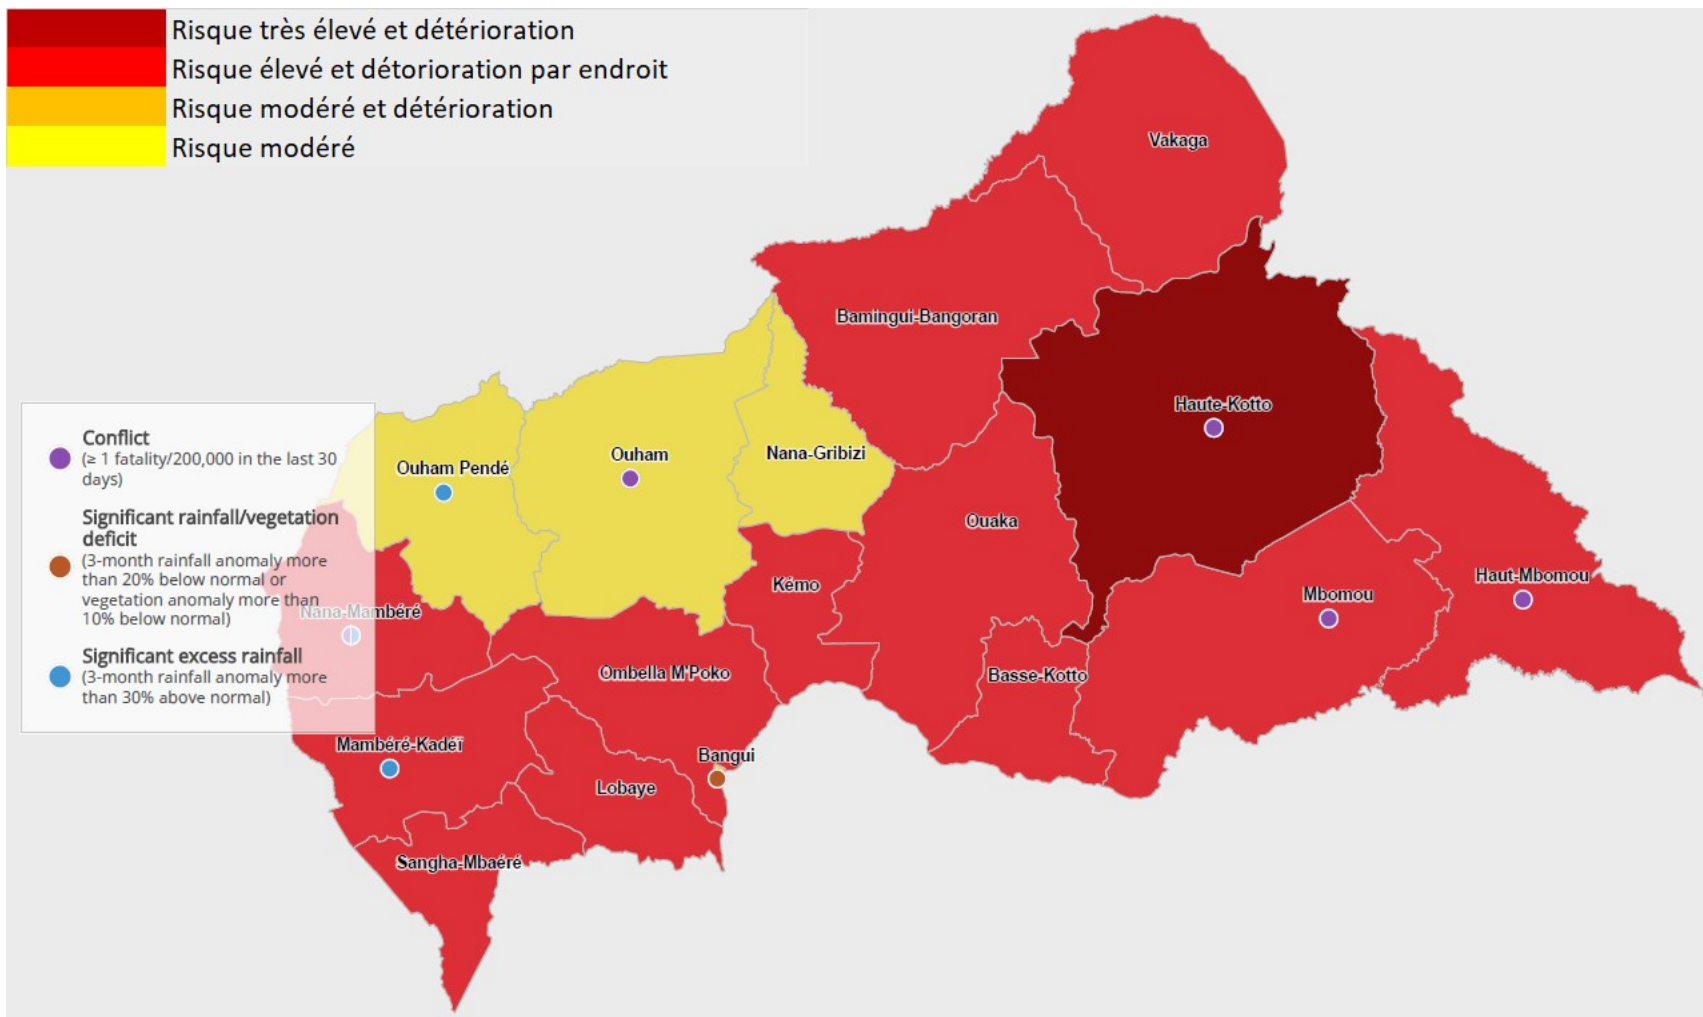 Risque très élevé et détérioration
Risque élevé et détorioration par endroit
Risque modéré et détérioration
Risque modéré
Vakaga
Bamingui-Bangoran
Haute-Kotto
Conflict
(≥ 1 fatality/200,000 in the last 30
days)
Significant rainfall/vegetation
deficit
(3-month rainfall anomaly more
than 20% below normal or
vegetation anomaly more than
10% below normal)
Significant excess rainfall
(3-month rainfall anomaly more
than 30% above normal)
Ouham Pendé
Ouham
Nana-Gribizi
Ouaka
Kémo
Mbomou
Haut-Mbomou
Nana-Mambéré
Ombella M'Poko
Basse-Kotto
Mambéré-Kadéï
Bangui
Lobaye
Sangha-Mbaéré